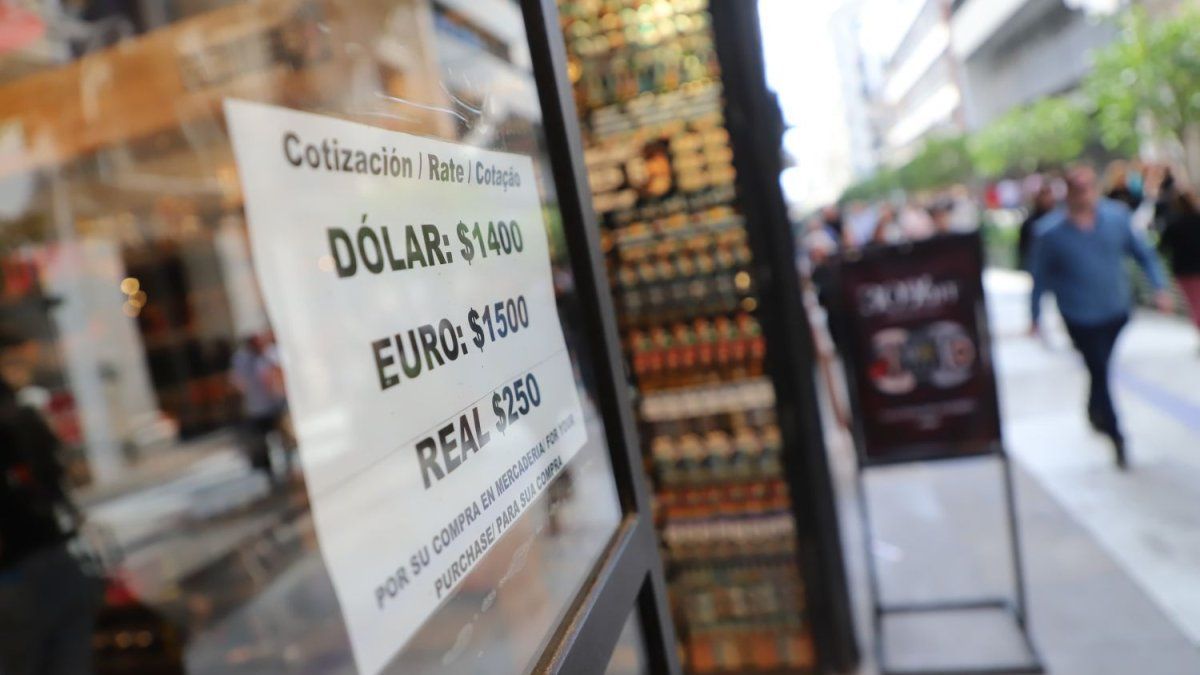 Cotización / Rate / Cotação
DÓLAR: $1400
EURO: $1500
REAL $250
POR SU COMPRA EN MERCADERIA/ FOR YOUR
PURCHASE/ PARA SUA COMPRA